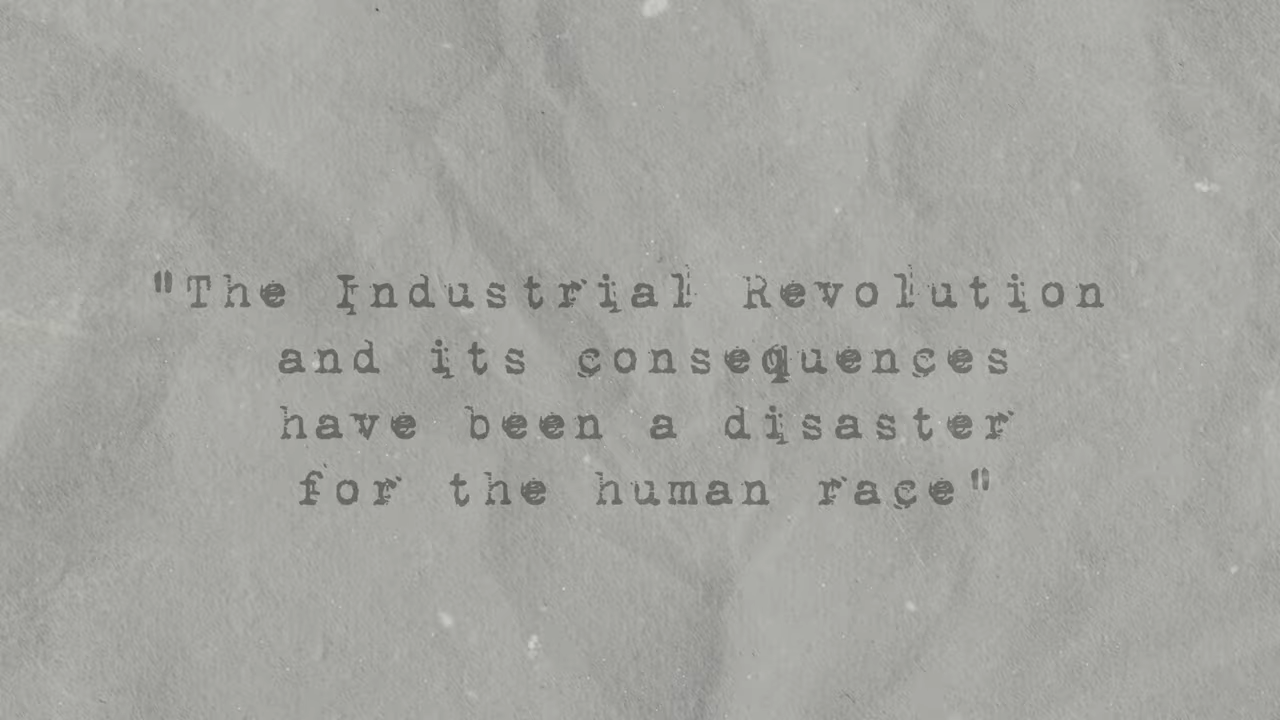 "The Industrial Revolution
and its consequences
have been a disaster
for the human race"